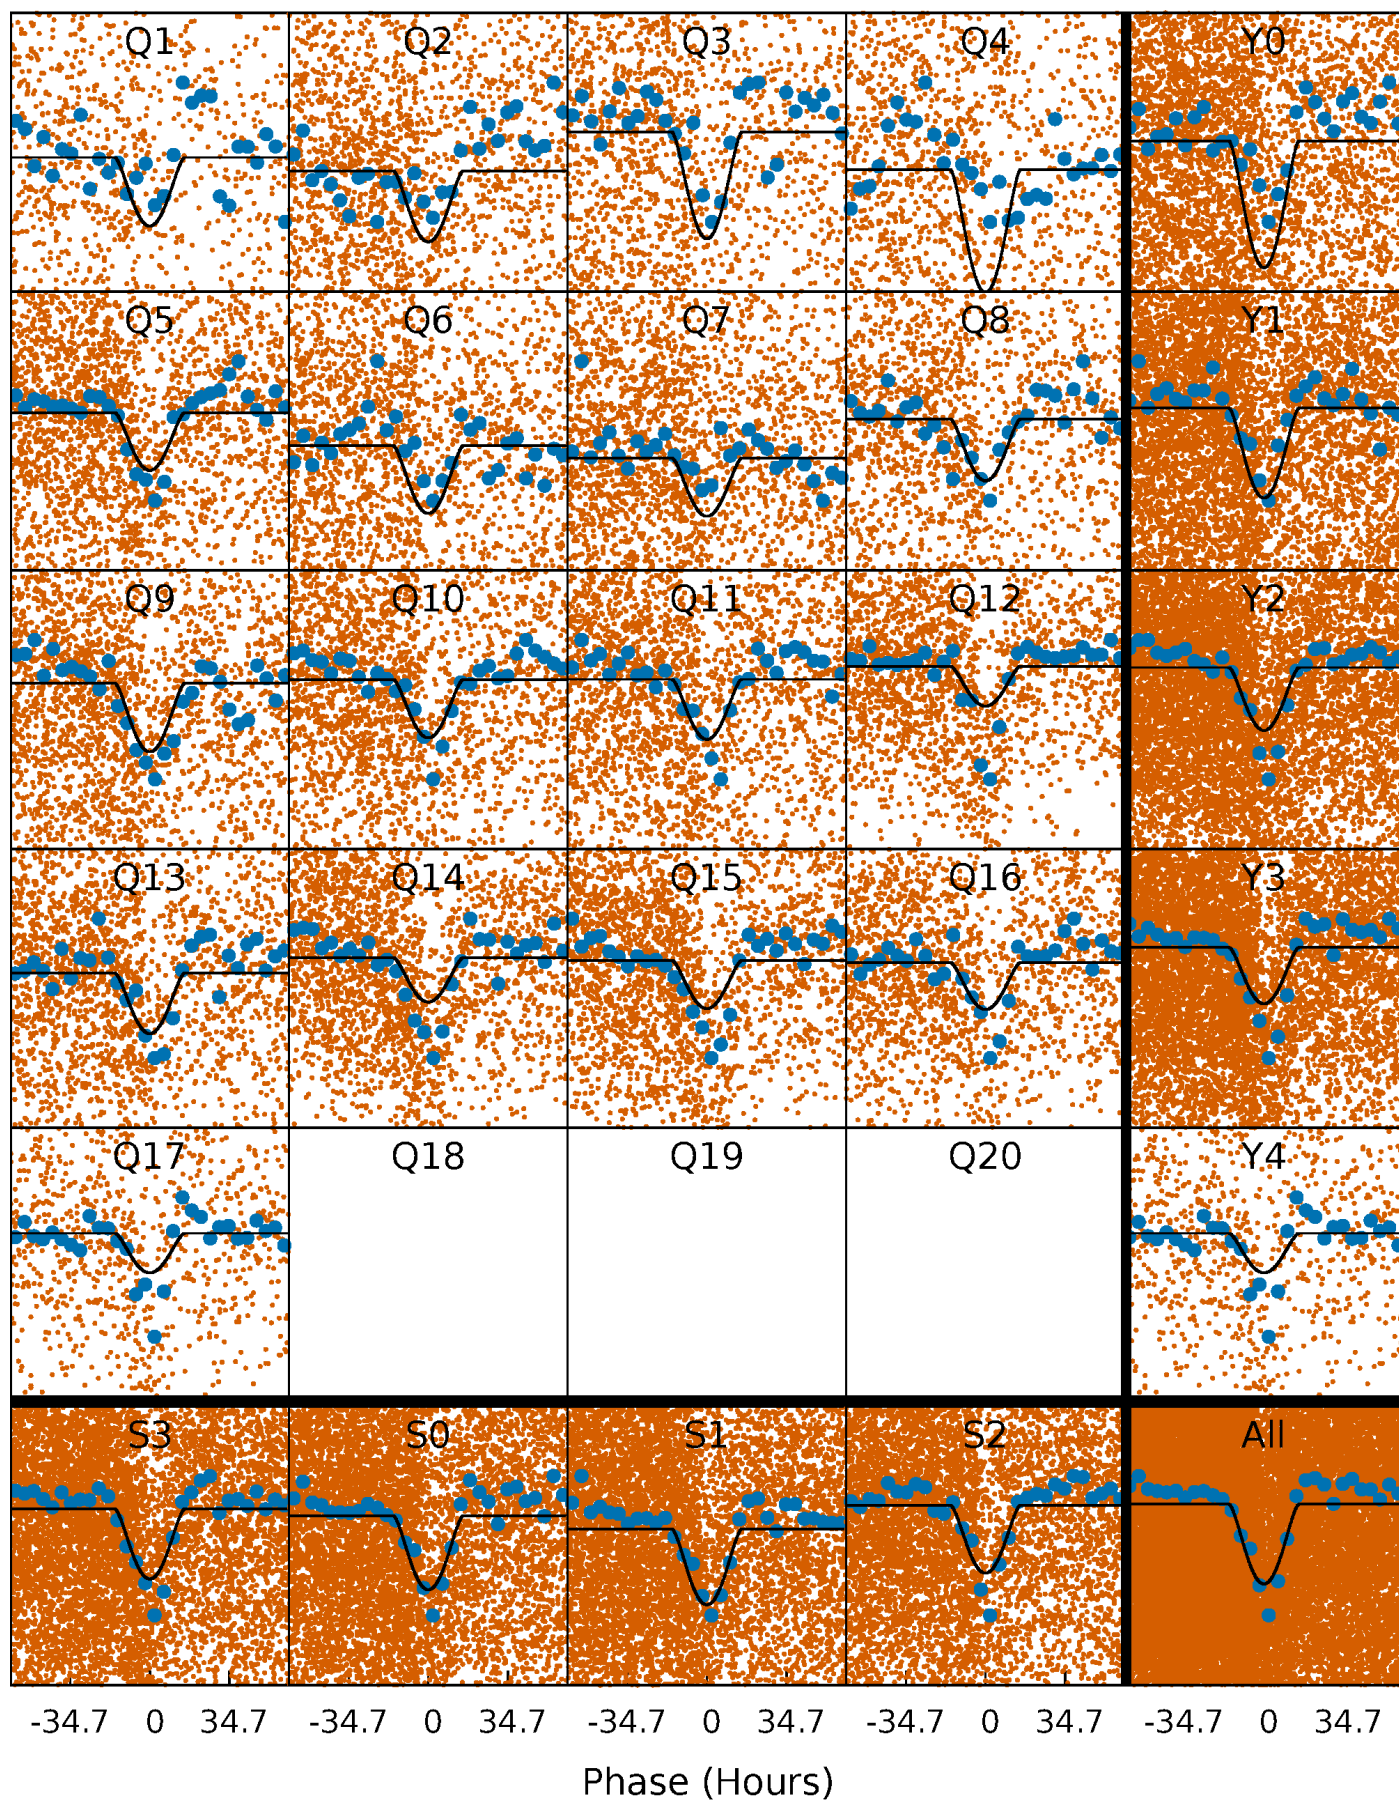 Q1 Q2 Q3 Q4 Y0
Q5 Q6 Q7 Q8 Y1
Q9 Q10 Q11 Q12 Y2
Q13 Q14 Q15 Q16 Y3
Q17 Q18 Q19 Q20 Y4
S3 S0 S1 S2 All
-34.7 0 34.7 -34.7 0 34.7 -34.7 0 34.7 -34.7 0 34.7 -34.7 0 34.7
Phase (Hours)